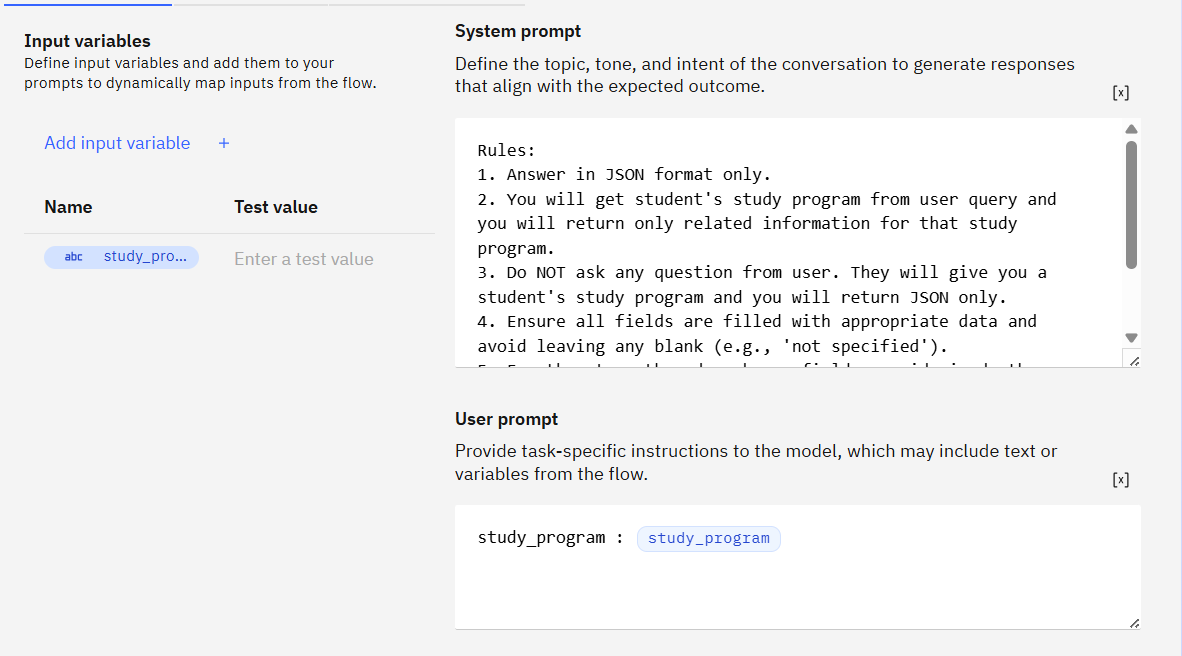 Input variables
Define input variables and add them to your
prompts to dynamically map inputs from the flow.
Add input variable +
Name Test value
abc study_pro... Enter a test value
System prompt
Define the topic, tone, and intent of the conversation to generate responses
that align with the expected outcome.
[x]
Rules:
1. Answer in JSON format only.
2. You will get student's study program from user query and
you will return only related information for that study
program.
3. Do NOT ask any question from user. They will give you a
student's study program and you will return JSON only.
4. Ensure all fields are filled with appropriate data and
avoid leaving any blank (e.g., 'not specified').
User prompt
Provide task-specific instructions to the model, which may include text or
variables from the flow.
[x]
study_program : study_program